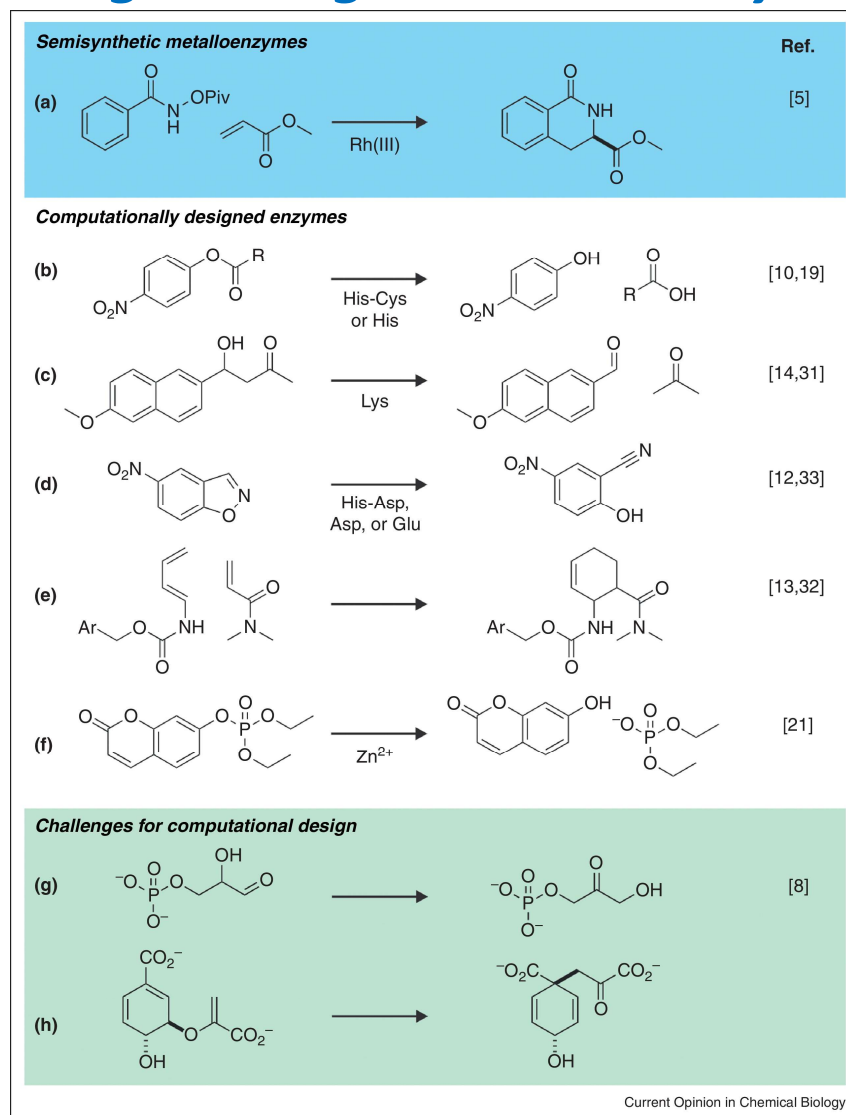 Semisynthetic metalloenzymes
Ref.
(a)
O
N
H
OPiv
O
O
Rh(III)
O
NH
O
O
[5]
Computationally designed enzymes
(b)
O
R
O
O₂N
His-Cys
or His
OH
O₂N
O
R
OH
[10,19]
(c)
OH
O
O
Lys
O
O
O
[14,31]
(d)
O₂N
N
O
His-Asp,
Asp, or Glu
O₂N
N
OH
[12,33]
(e)
Ar
O
NH
O
O
N
Ar
O
NH
O
O
N
[13,32]
(f)
O
O
O
O
P
O
O
Zn²⁺
O
O
OH
⁻O
O
P
O
O
[21]
Challenges for computational design
(g)
⁻O
O
P
O⁻
O
OH
O
⁻O
O
P
O⁻
O
O
OH
[8]
(h)
CO₂⁻
O
CO₂⁻
OH
⁻O₂C
CO₂⁻
O
OH
Current Opinion in Chemical Biology